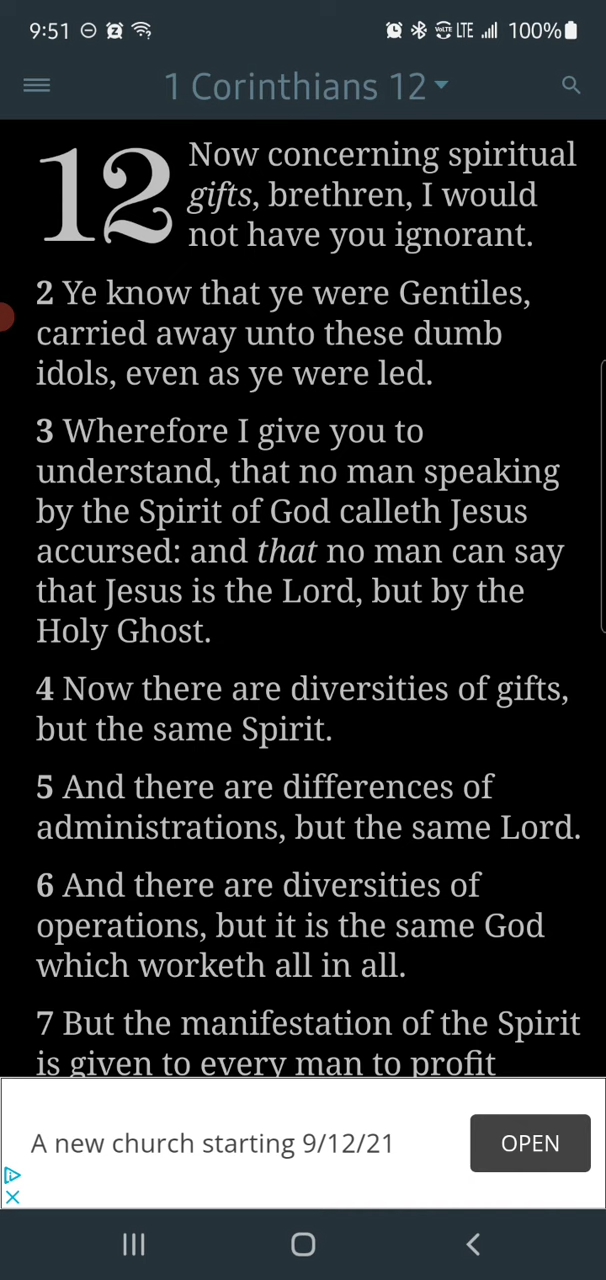 9:51 LTE 100%
1 Corinthians 12
12 Now concerning spiritual
gifts, brethren, I would
not have you ignorant.
2 Ye know that ye were Gentiles,
carried away unto these dumb
idols, even as ye were led.
3 Wherefore I give you to
understand, that no man speaking
by the Spirit of God calleth Jesus
accursed: and that no man can say
that Jesus is the Lord, but by the
Holy Ghost.
4 Now there are diversities of gifts,
but the same Spirit.
5 And there are differences of
administrations, but the same Lord.
6 And there are diversities of
operations, but it is the same God
which worketh all in all.
7 But the manifestation of the Spirit
is given to every man to profit
A new church starting 9/12/21
OPEN